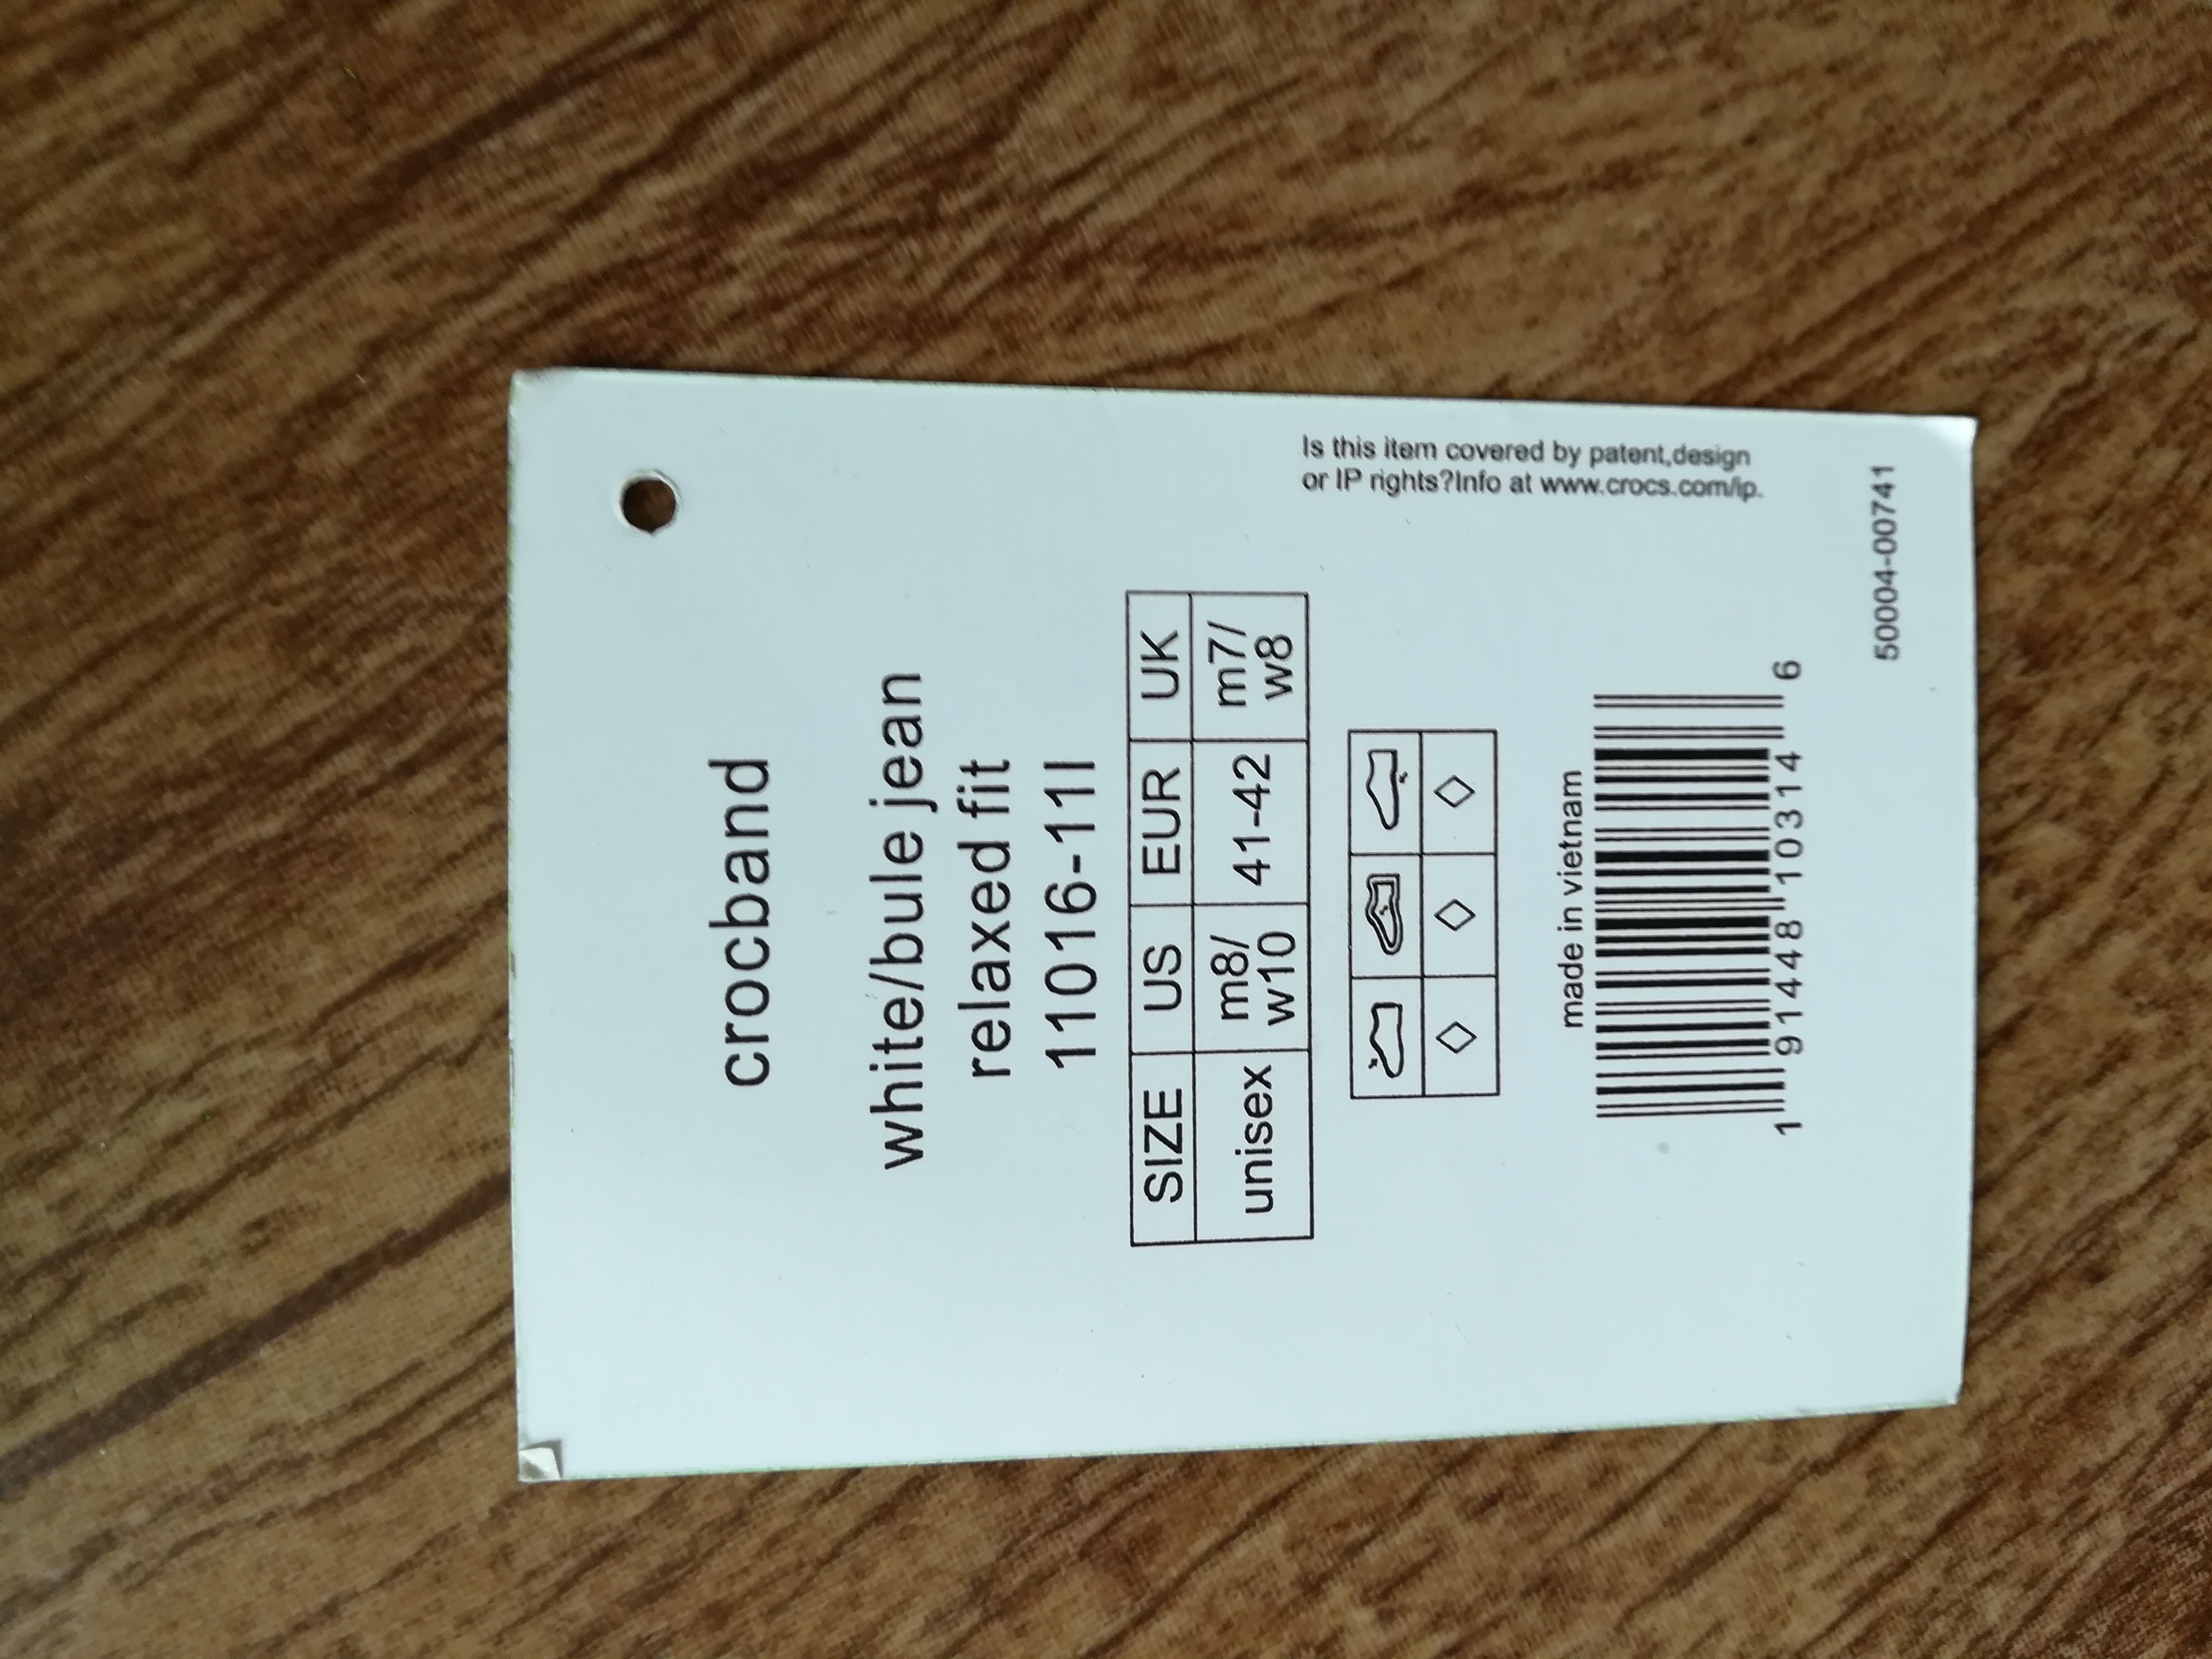 crocband
white/bule jean
relaxed fit
11016-11I
SIZE US EUR UK
unisex m8/ w10 41-42 m7/ w8
made in vietnam
1 91448 10314 6
Is this item covered by patent,design
or IP rights?Info at www.crocs.com/ip.
50004-00741